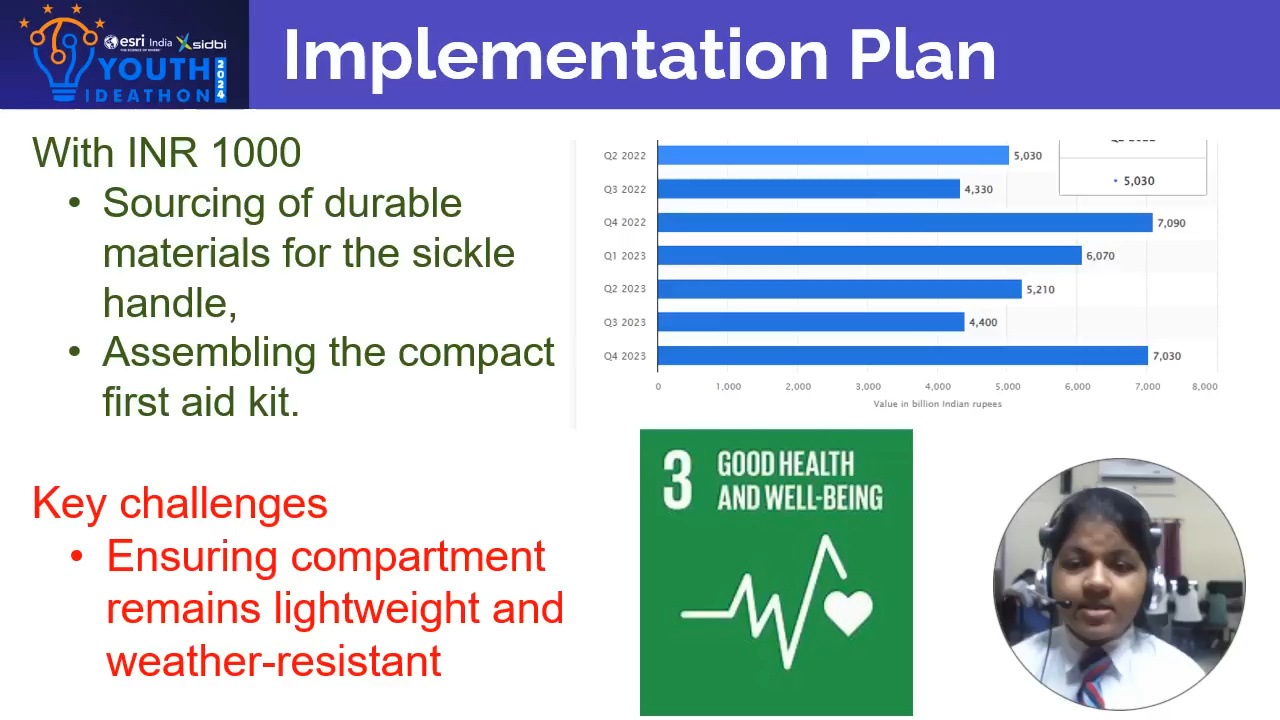 esri India
THE SCIENCE OF WHERE
sidbi
YOUTH
2024
IDEATHON
Implementation Plan
With INR 1000
• Sourcing of durable
materials for the sickle
handle,
• Assembling the compact
first aid kit.
Key challenges
• Ensuring compartment
remains lightweight and
weather-resistant
Q2 2022 5,030
• 5,030
Q3 2022 4,330
Q4 2022 7,090
Q1 2023 6,070
Q2 2023 5,210
Q3 2023 4,400
Q4 2023 7,030
0 1,000 2,000 3,000 4,000 5,000 6,000 7,000 8,000
Value in billion Indian rupees
3 GOOD HEALTH
AND WELL-BEING